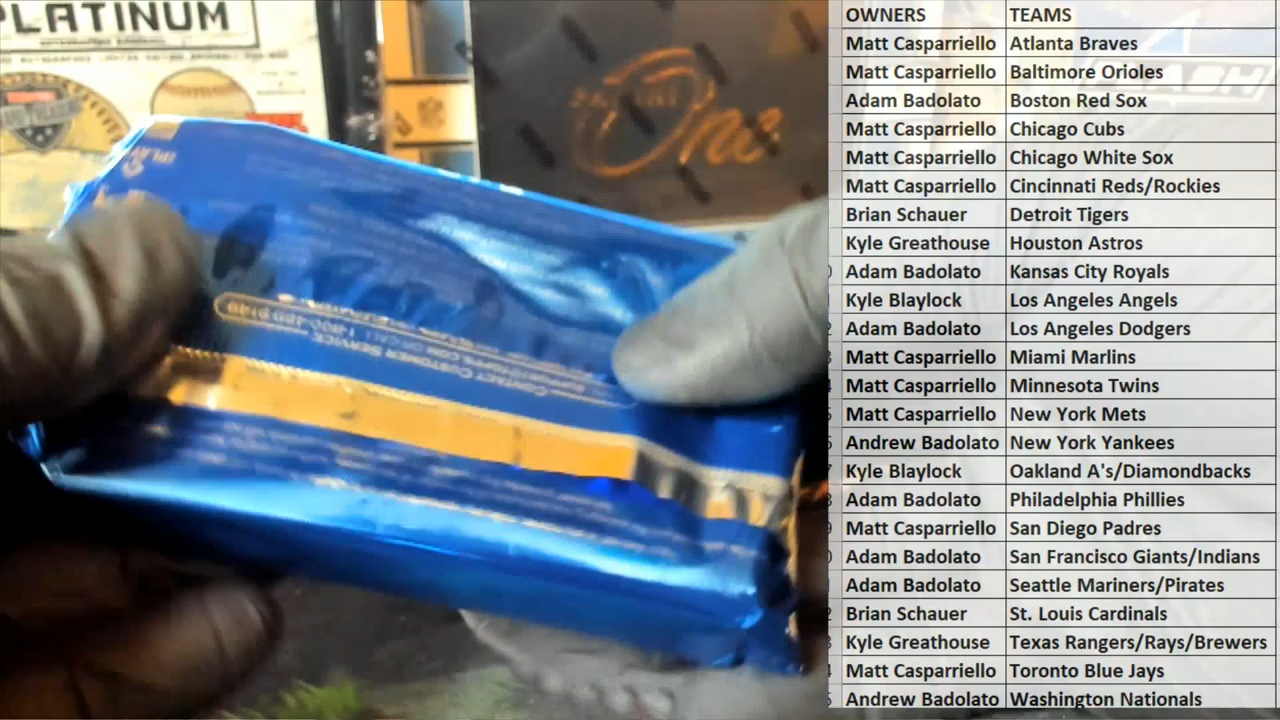 PLATINUM
PANINI
One
PLAY
CONTACT CUSTOMER SERVICE
OWNERS TEAMS
Matt Casparriello Atlanta Braves
Matt Casparriello Baltimore Orioles
Adam Badolato Boston Red Sox
Matt Casparriello Chicago Cubs
Matt Casparriello Chicago White Sox
Matt Casparriello Cincinnati Reds/Rockies
Brian Schauer Detroit Tigers
Kyle Greathouse Houston Astros
Adam Badolato Kansas City Royals
Kyle Blaylock Los Angeles Angels
Adam Badolato Los Angeles Dodgers
Matt Casparriello Miami Marlins
Matt Casparriello Minnesota Twins
Matt Casparriello New York Mets
Andrew Badolato New York Yankees
Kyle Blaylock Oakland A's/Diamondbacks
Adam Badolato Philadelphia Phillies
Matt Casparriello San Diego Padres
Adam Badolato San Francisco Giants/Indians
Adam Badolato Seattle Mariners/Pirates
Brian Schauer St. Louis Cardinals
Kyle Greathouse Texas Rangers/Rays/Brewers
Matt Casparriello Toronto Blue Jays
Andrew Badolato Washington Nationals